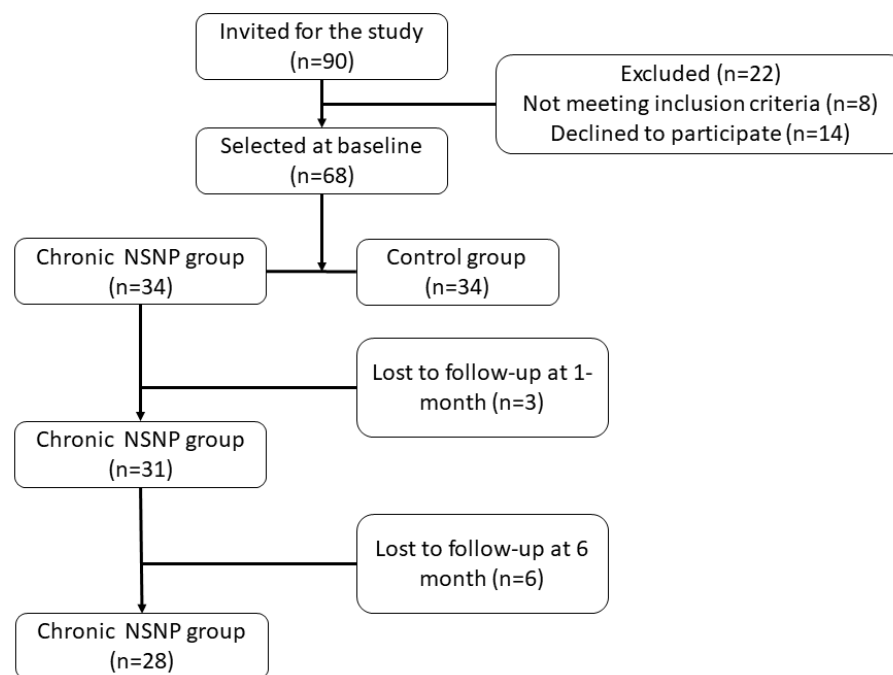 Invited for the study
(n=90)
Excluded (n=22)
Not meeting inclusion criteria (n=8)
Declined to participate (n=14)
Selected at baseline
(n=68)
Chronic NSNP group
(n=34)
Control group
(n=34)
Lost to follow-up at 1-
month (n=3)
Chronic NSNP group
(n=31)
Lost to follow-up at 6
month (n=6)
Chronic NSNP group
(n=28)